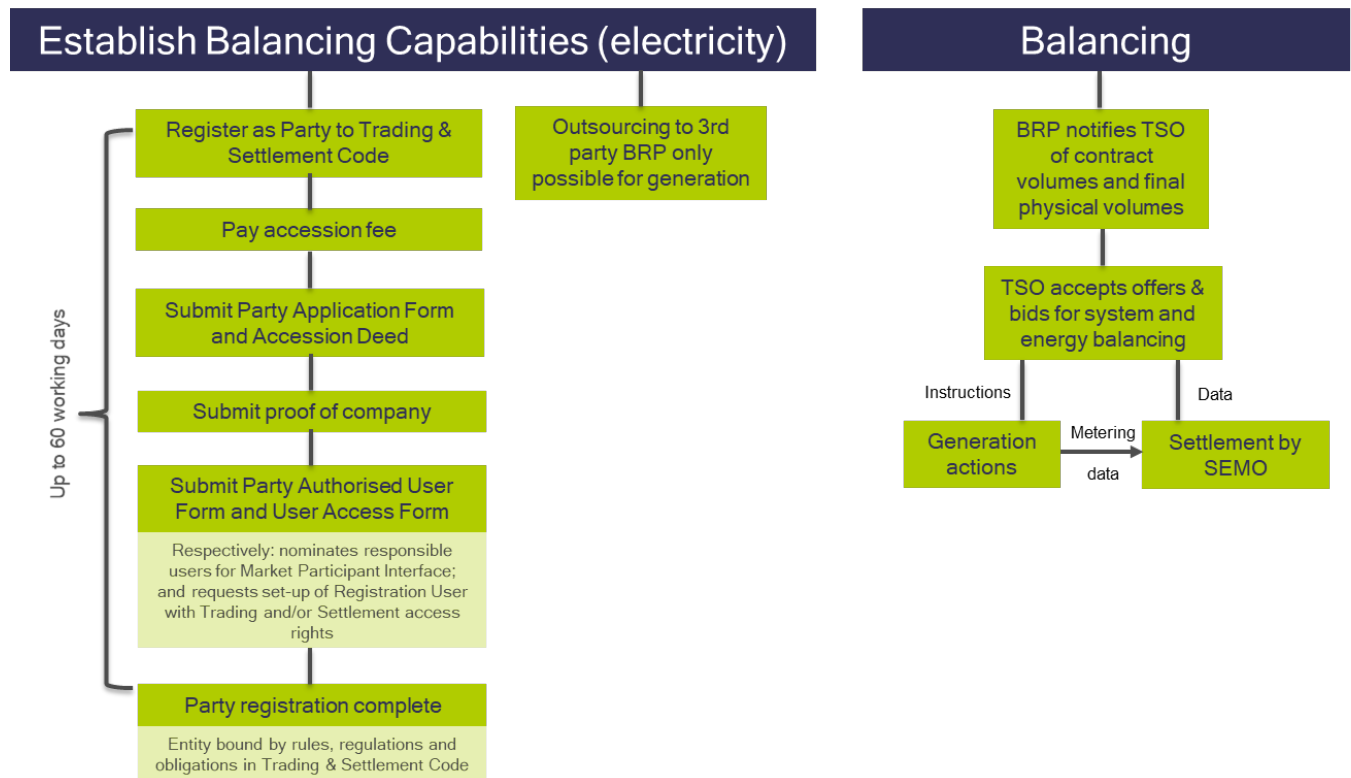 Establish Balancing Capabilities (electricity)
Register as Party to Trading &
Settlement Code
Pay accession fee
Submit Party Application Form
and Accession Deed
Submit proof of company
Submit Party Authorised User
Form and User Access Form
Respectively: nominates responsible
users for Market Participant Interface;
and requests set-up of Registration User
with Trading and/or Settlement access
rights
Party registration complete
Entity bound by rules, regulations and
obligations in Trading & Settlement Code
Up to 60 working days
Outsourcing to 3rd
party BRP only
possible for generation
Balancing
BRP notifies TSO
of contract
volumes and final
physical volumes
TSO accepts offers &
bids for system and
energy balancing
Instructions
Data
Generation
actions
Metering
data
Settlement by
SEMO